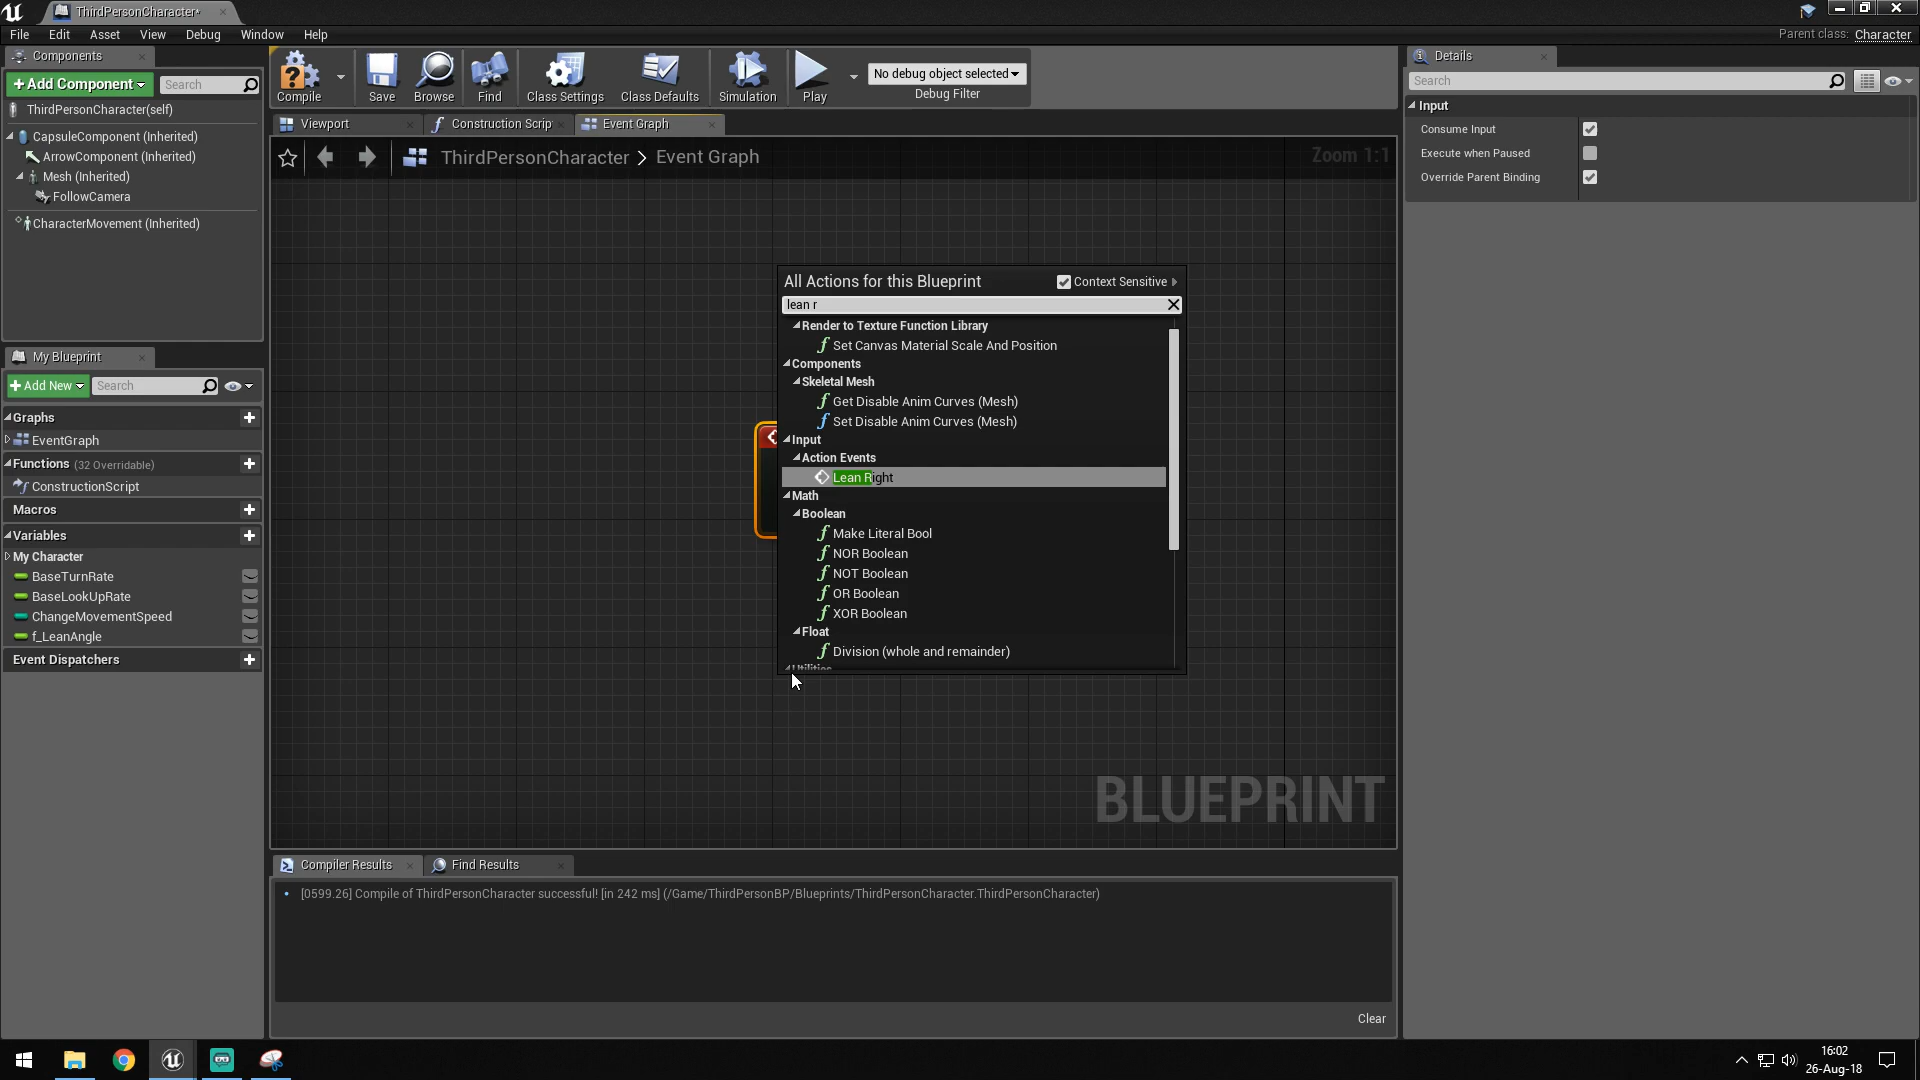 ThirdPersonCharacter*
File Edit Asset View Debug Window Help
Parent class: Character
Components
+Add Component
Search
ThirdPersonCharacter(self)
CapsuleComponent (Inherited)
ArrowComponent (Inherited)
Mesh (Inherited)
FollowCamera
CharacterMovement (Inherited)
My Blueprint
+Add New
Search
Graphs
EventGraph
Functions (32 Overridable)
ConstructionScript
Macros
Variables
My Character
BaseTurnRate
BaseLookUpRate
ChangeMovementSpeed
f_LeanAngle
Event Dispatchers
Compile
Save
Browse
Find
Class Settings
Class Defaults
Simulation
Play
No debug object selected
Debug Filter
Viewport
Construction Scrip
Event Graph
ThirdPersonCharacter > Event Graph
Zoom 1:1
All Actions for this Blueprint
Context Sensitive
lean r
Render to Texture Function Library
Set Canvas Material Scale And Position
Components
Skeletal Mesh
Get Disable Anim Curves (Mesh)
Set Disable Anim Curves (Mesh)
Input
Action Events
Lean Right
Math
Boolean
Make Literal Bool
NOR Boolean
NOT Boolean
OR Boolean
XOR Boolean
Float
Division (whole and remainder)
Utilities
BLUEPRINT
Compiler Results
Find Results
[0599.26] Compile of ThirdPersonCharacter successful! [in 242 ms] (/Game/ThirdPersonBP/Blueprints/ThirdPersonCharacter.ThirdPersonCharacter)
Clear
Details
Search
Input
Consume Input
Execute when Paused
Override Parent Binding
16:02
26-Aug-18